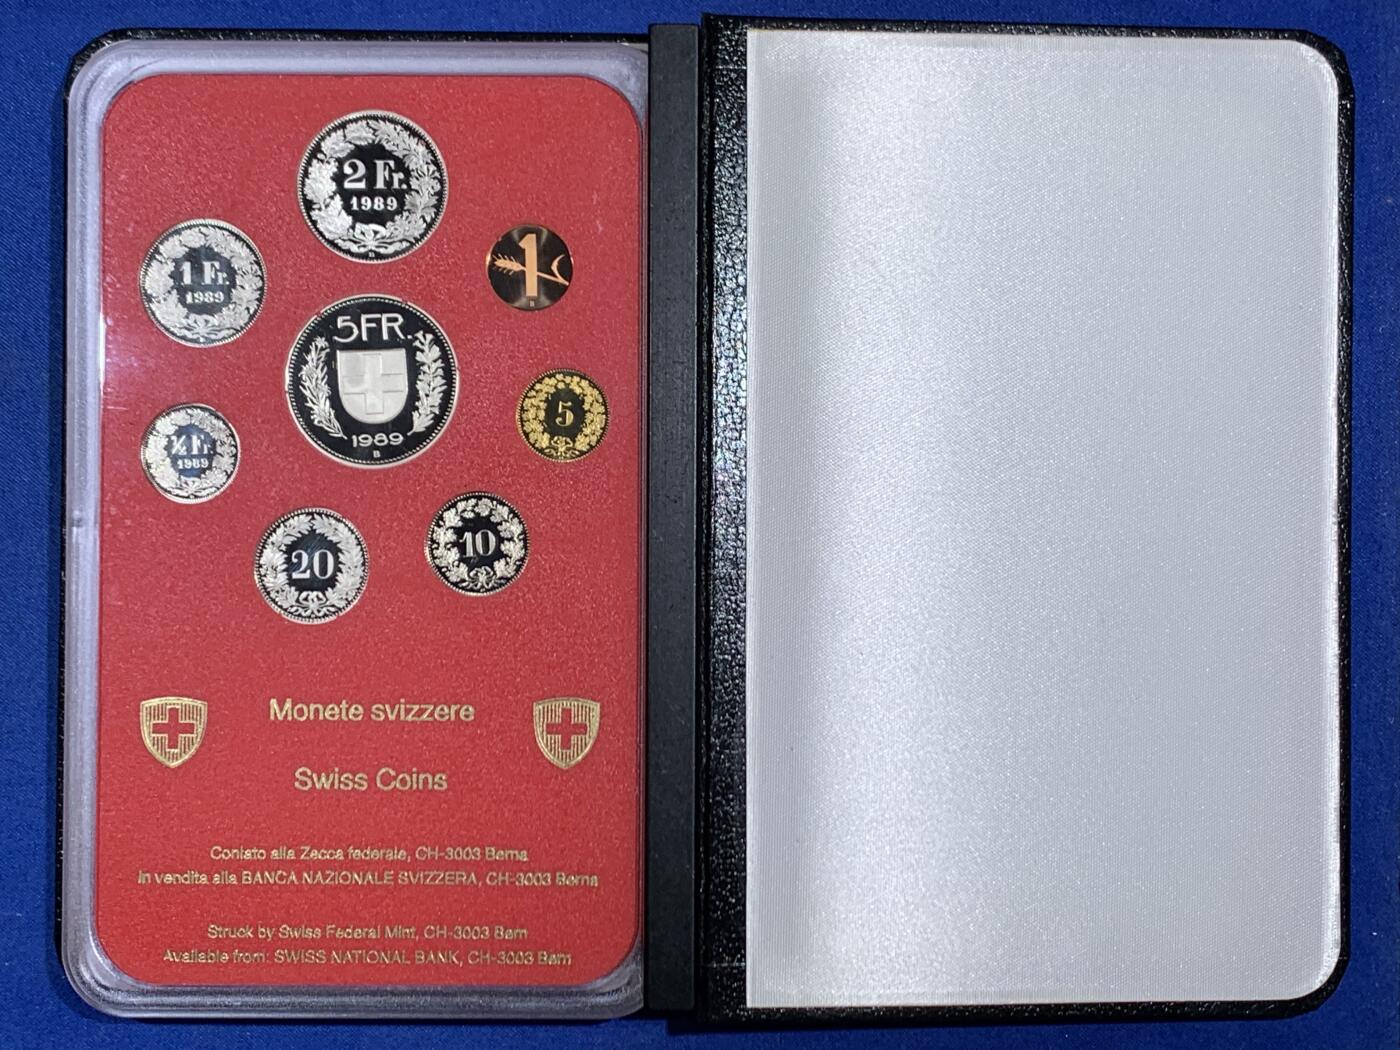 2 Fr.
1989
B
1 Fr.
1989
1
B
5FR.
1989
B
5
½ Fr.
1989
10
20
Monete svizzere
Swiss Coins
Coniato alla Zecca federale, CH-3003 Berna
In vendita alla BANCA NAZIONALE SVIZZERA, CH-3003 Berna
Struck by Swiss Federal Mint, CH-3003 Bern
Available from: SWISS NATIONAL BANK, CH-3003 Bern